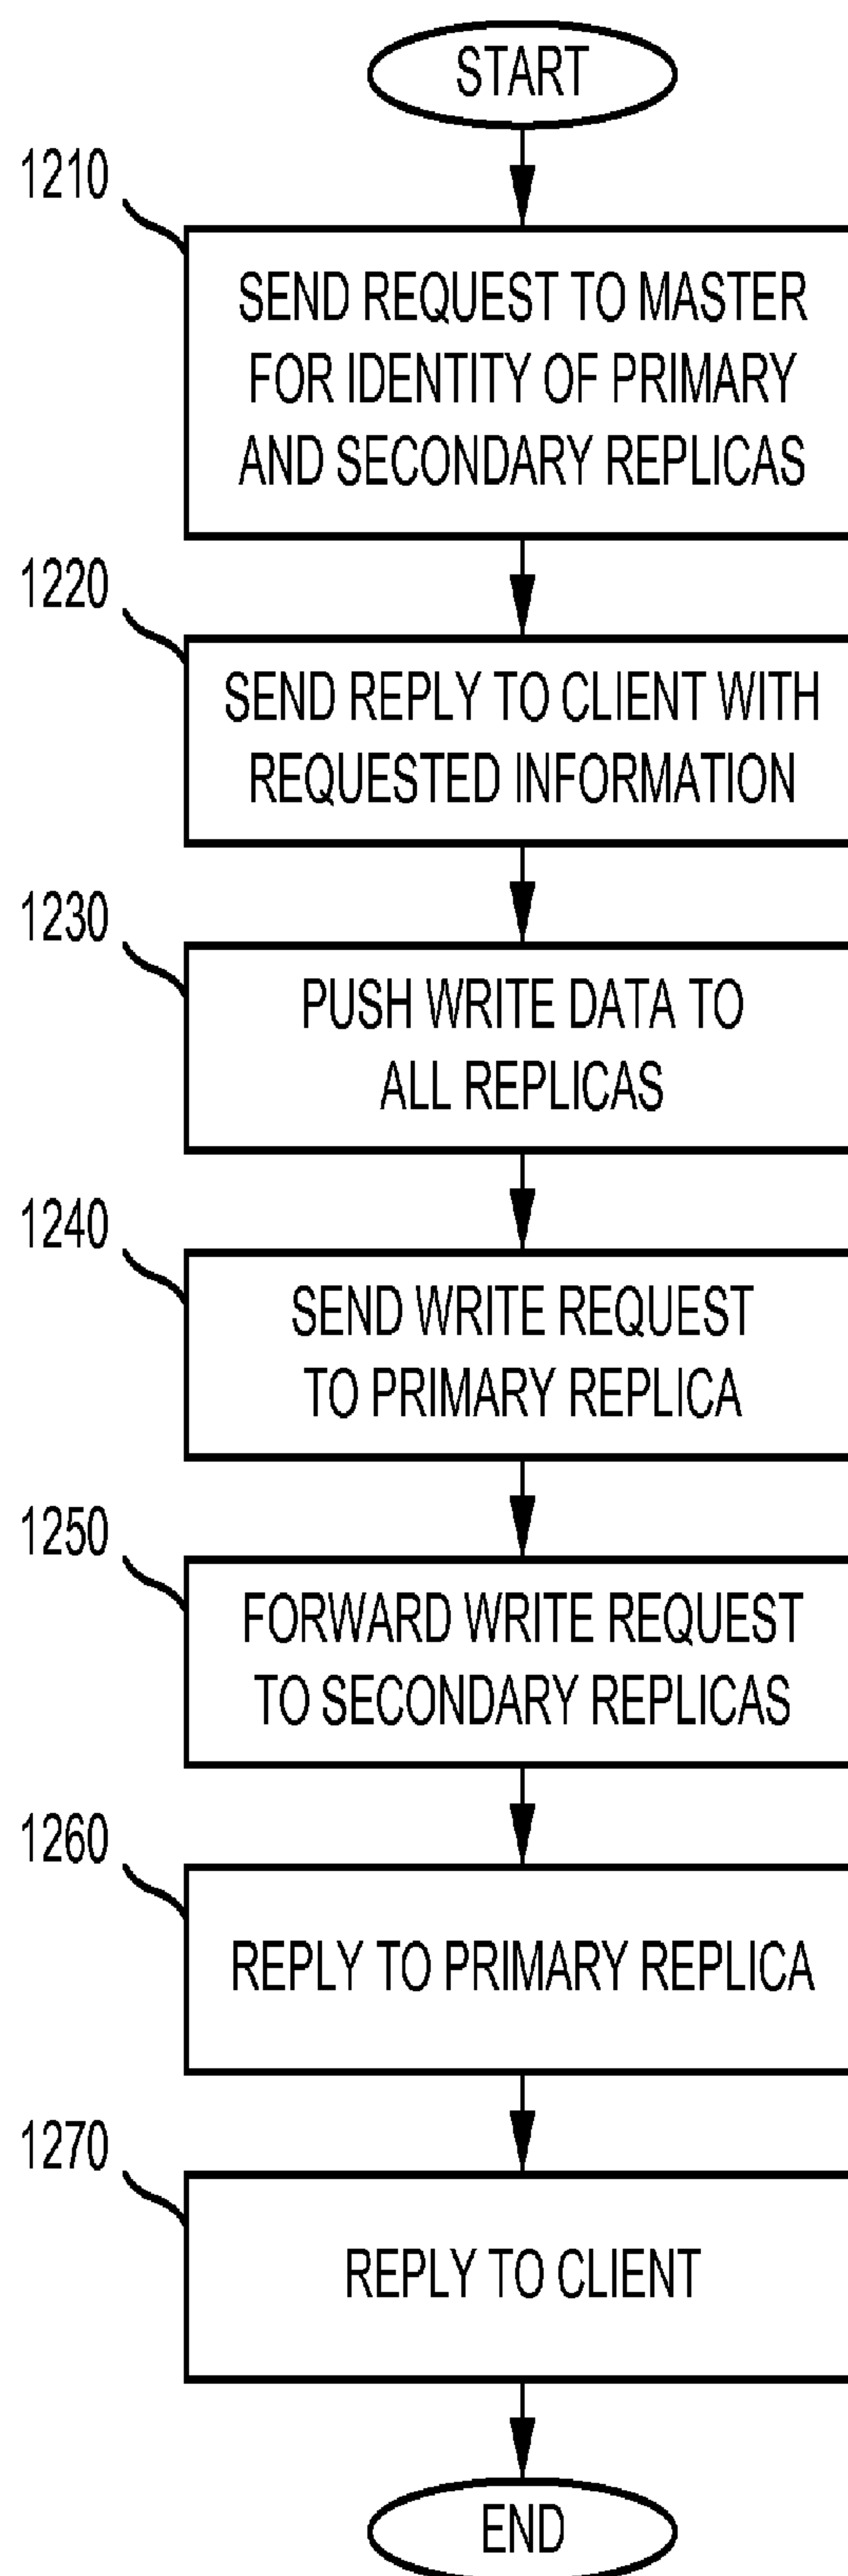 START
1210
SEND REQUEST TO MASTER
FOR IDENTITY OF PRIMARY
AND SECONDARY REPLICAS
1220
SEND REPLY TO CLIENT WITH
REQUESTED INFORMATION
1230
PUSH WRITE DATA TO
ALL REPLICAS
1240
SEND WRITE REQUEST
TO PRIMARY REPLICA
1250
FORWARD WRITE REQUEST
TO SECONDARY REPLICAS
1260
REPLY TO PRIMARY REPLICA
1270
REPLY TO CLIENT
END